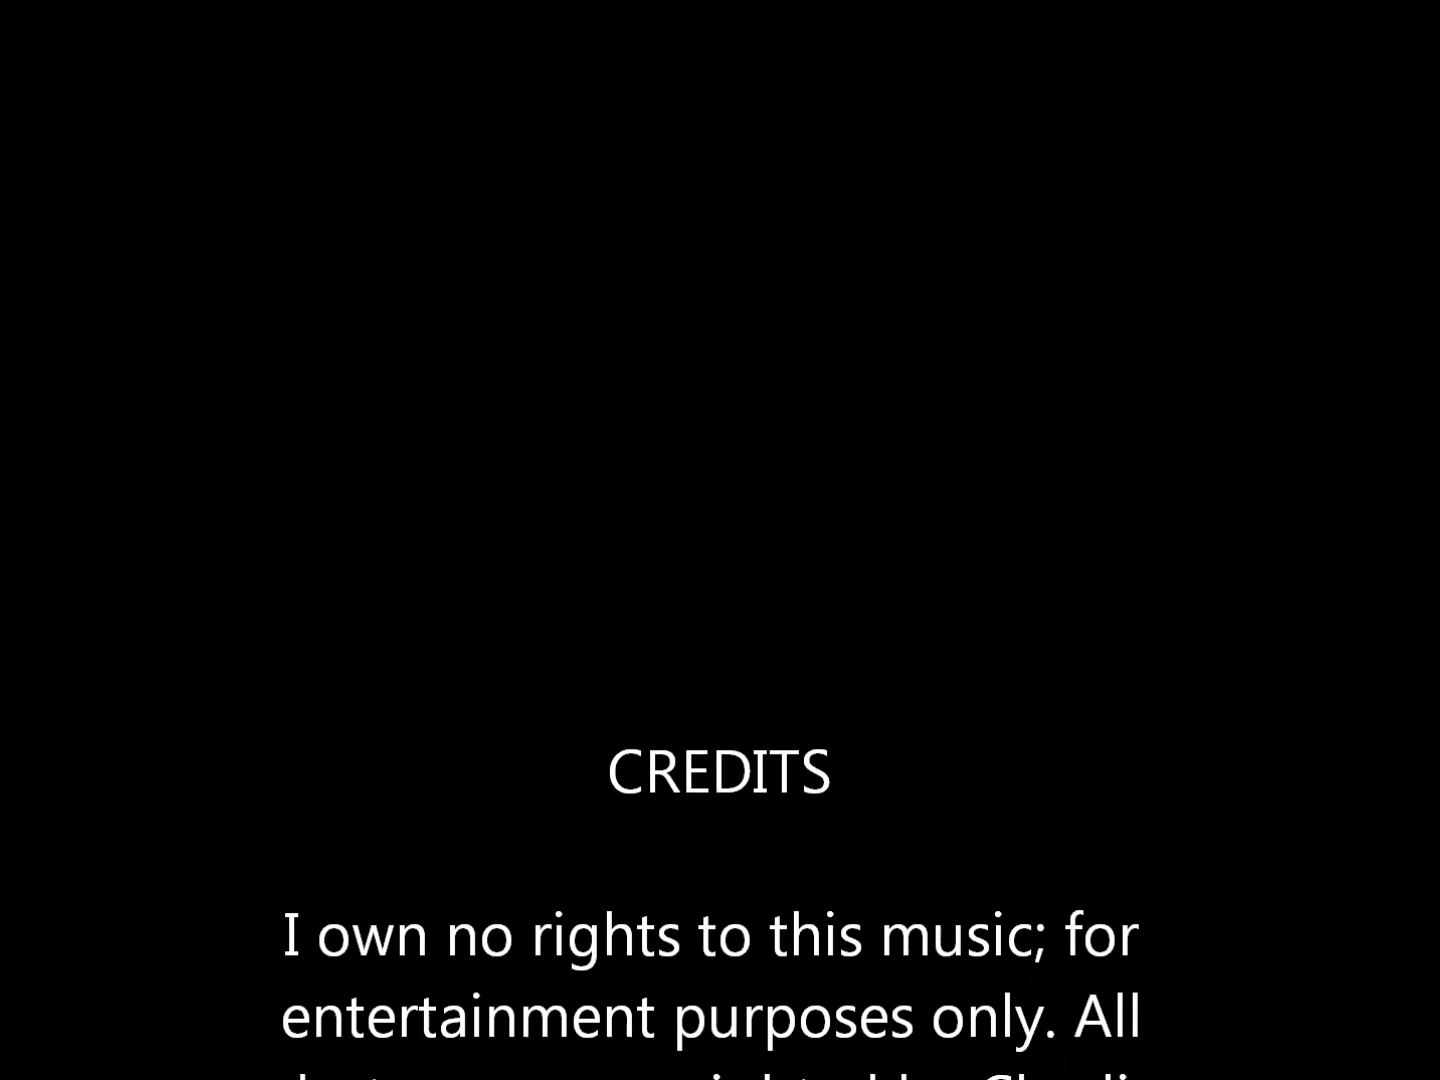 CREDITS
I own no rights to this music; for
entertainment purposes only. All